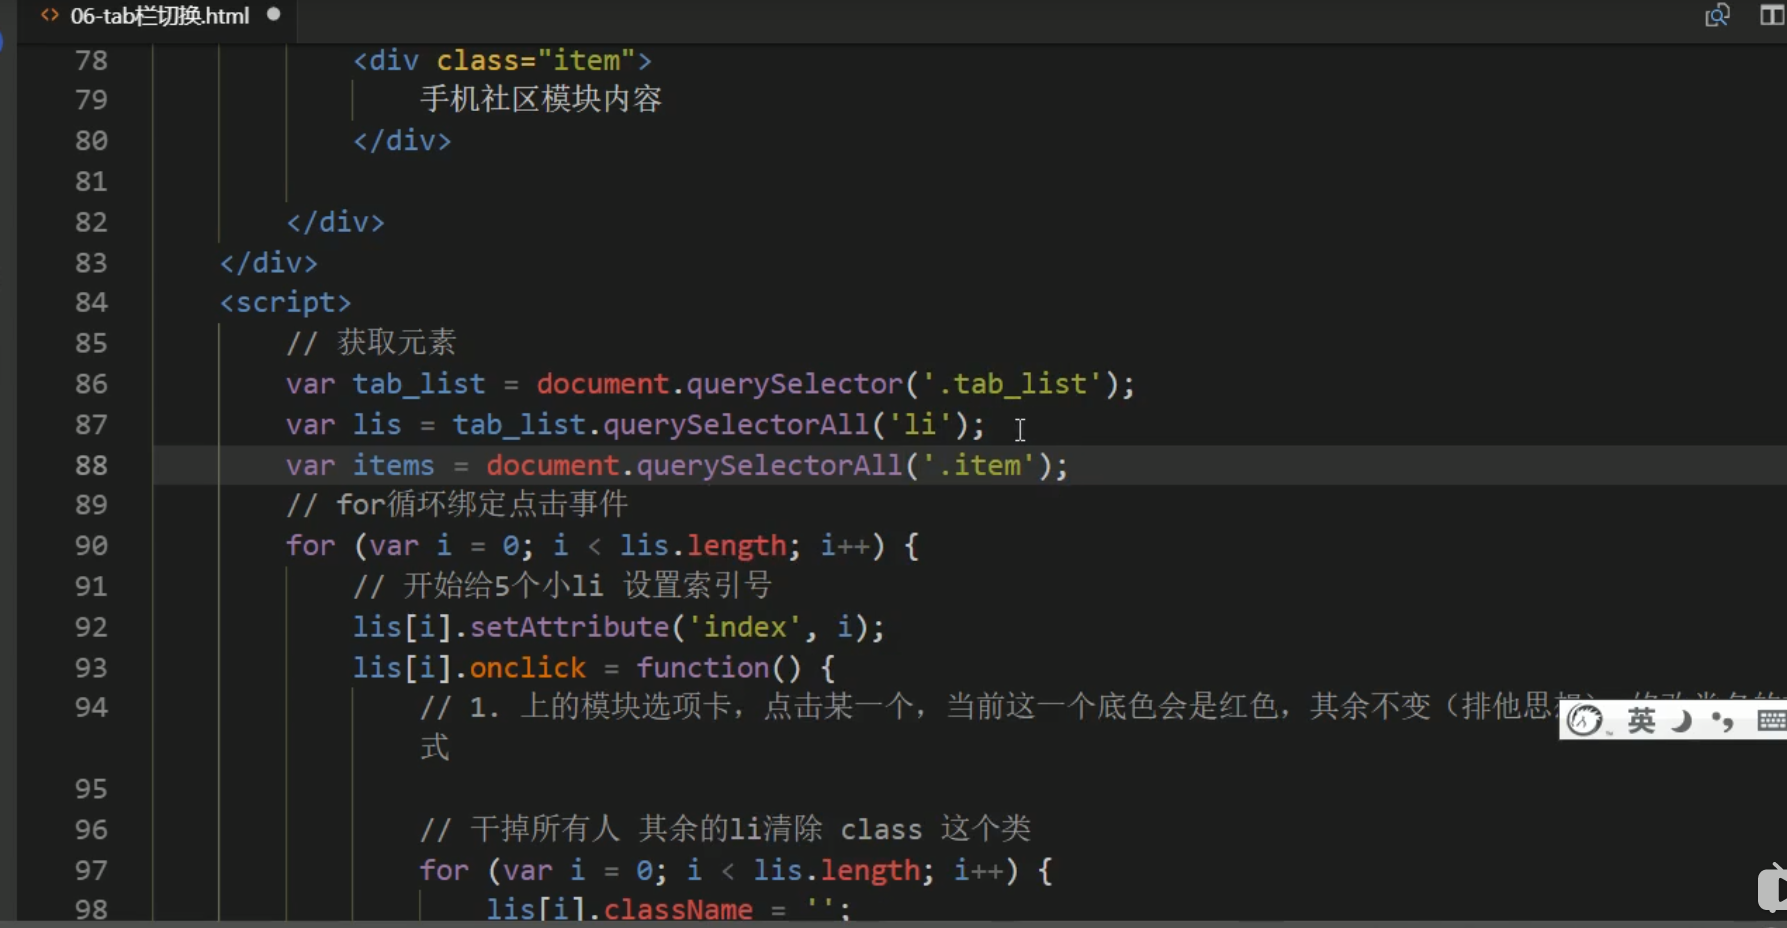 06-tab栏切换.html
78 <div class="item">
79 手机社区模块内容
80 </div>
81
82 </div>
83 </div>
84 <script>
85 // 获取元素
86 var tab_list = document.querySelector('.tab_list');
87 var lis = tab_list.querySelectorAll('li');
88 var items = document.querySelectorAll('.item');
89 // for循环绑定点击事件
90 for (var i = 0; i < lis.length; i++) {
91 // 开始给5个小li 设置索引号
92 lis[i].setAttribute('index', i);
93 lis[i].onclick = function() {
94 // 1. 上的模块选项卡，点击某一个，当前这一个底色会是红色，其余不变（排他思
式
英
95
96 // 干掉所有人 其余的li清除 class 这个类
97 for (var i = 0; i < lis.length; i++) {
98 lis[i].className = '';